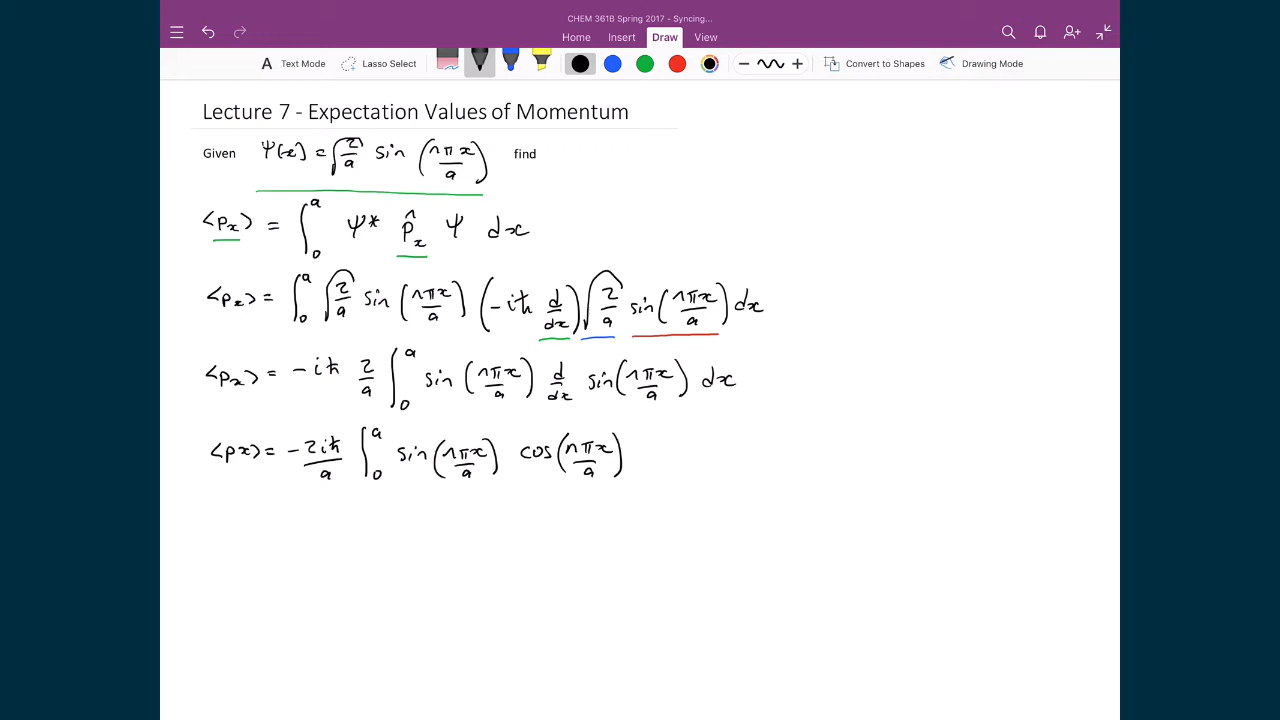 CHEM 361B Spring 2017 - Syncing...
Home Insert Draw View
A Text Mode Lasso Select Convert to Shapes Drawing Mode
Lecture 7 - Expectation Values of Momentum
Given Ψ(x) = √(2/a) sin (nπx/a) find
<pₓ> = ∫₀ᵃ Ψ* p̂ₓ Ψ dx
<pₓ> = ∫₀ᵃ √(2/a) sin (nπx/a) (-iħ d/dx) √(2/a) sin (nπx/a) dx
<pₓ> = -iħ 2/a ∫₀ᵃ sin (nπx/a) d/dx sin (nπx/a) dx
<px> = -2iħ/a ∫₀ᵃ sin (nπx/a) cos (nπx/a)